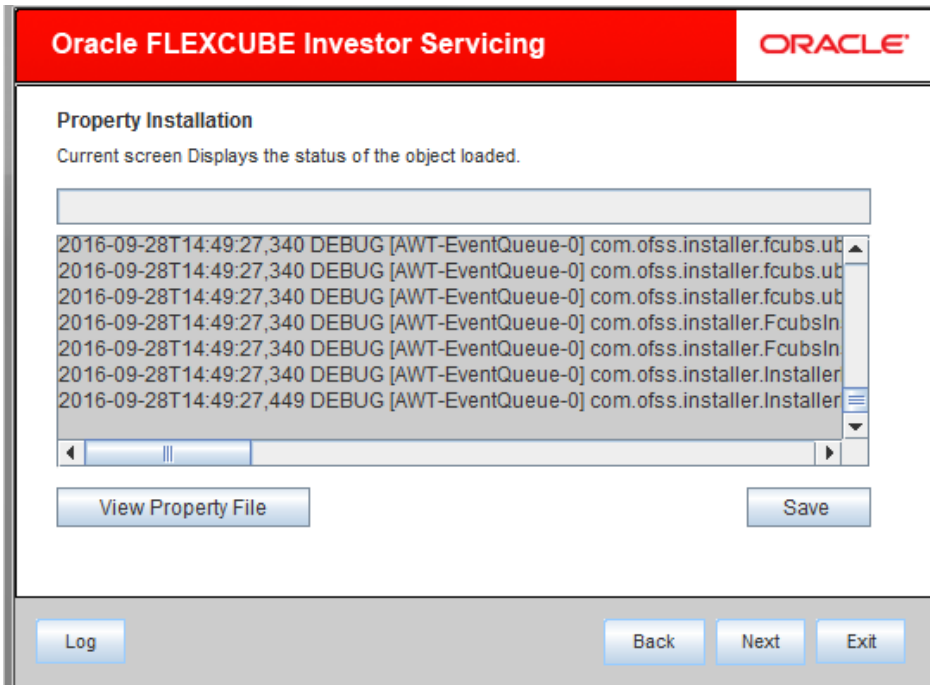 Oracle FLEXCUBE Investor Servicing
ORACLE
Property Installation
Current screen Displays the status of the object loaded.
2016-09-28T14:49:27,340 DEBUG [AWT-EventQueue-0] com.ofss.installer.fcubs.ub
2016-09-28T14:49:27,340 DEBUG [AWT-EventQueue-0] com.ofss.installer.fcubs.ub
2016-09-28T14:49:27,340 DEBUG [AWT-EventQueue-0] com.ofss.installer.fcubs.ub
2016-09-28T14:49:27,340 DEBUG [AWT-EventQueue-0] com.ofss.installer.FcubsIn
2016-09-28T14:49:27,340 DEBUG [AWT-EventQueue-0] com.ofss.installer.FcubsIn
2016-09-28T14:49:27,340 DEBUG [AWT-EventQueue-0] com.ofss.installer.Installer
2016-09-28T14:49:27,449 DEBUG [AWT-EventQueue-0] com.ofss.installer.Installer
View Property File
Save
Log
Back
Next
Exit